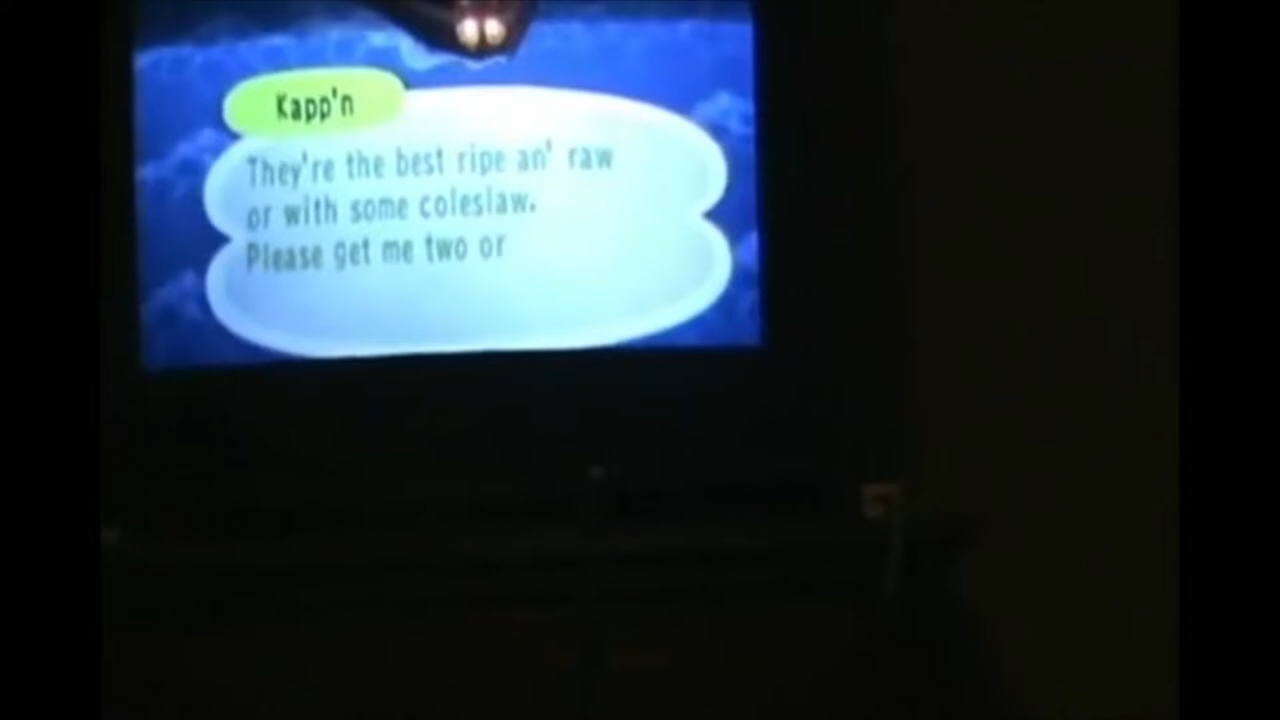 Kapp'n
They're the best ripe an' raw
or with some coleslaw.
Please get me two or